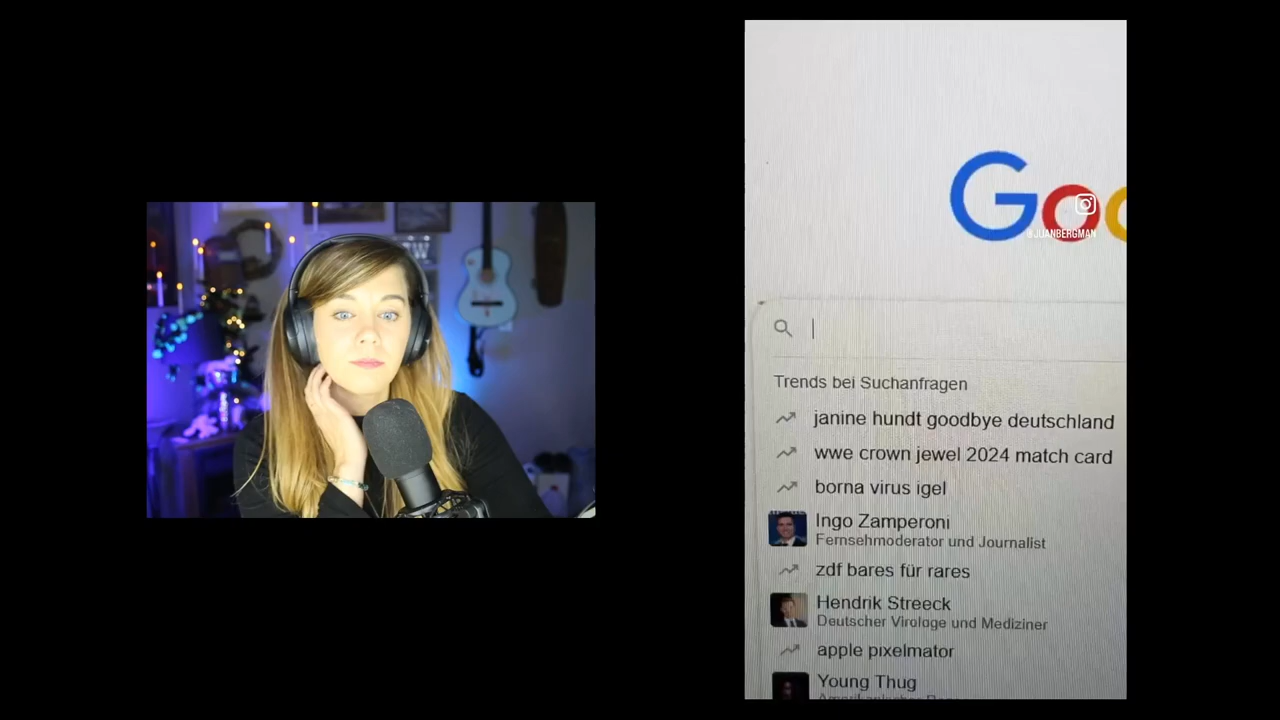 Goo
@JUANBERGMAN
Trends bei Suchanfragen
janine hundt goodbye deutschland
wwe crown jewel 2024 match card
borna virus igel
Ingo Zamperoni
Fernsehmoderator und Journalist
zdf bares für rares
Hendrik Streeck
Deutscher Virologe und Mediziner
apple pixelmator
Young Thug